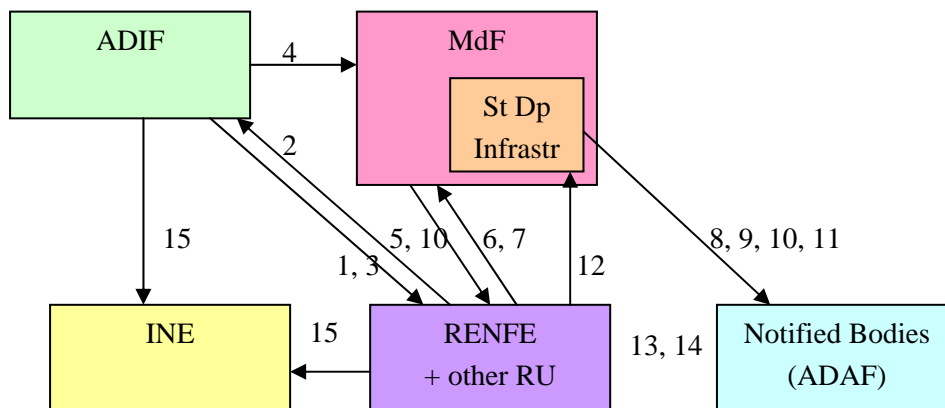 ADIF
MdF
4
St Dp
Infrastr
2
15
5, 10
6, 7
8, 9, 10, 11
1, 3
12
INE
15
RENFE
+ other RU
13, 14
Notified Bodies
(ADAF)